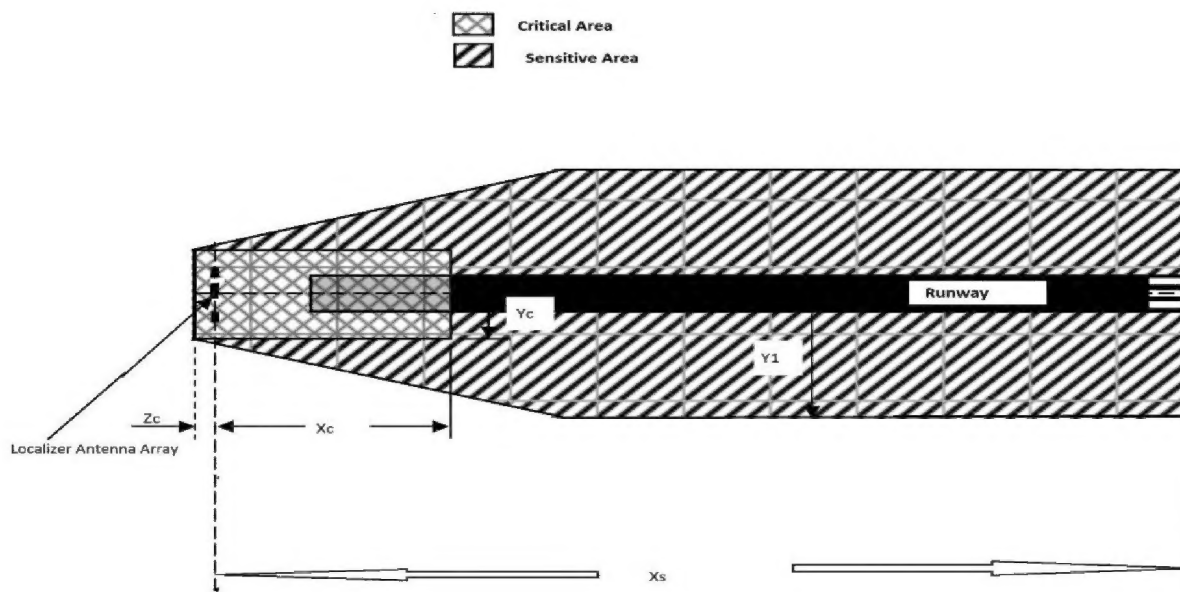 Critical Area
Sensitive Area
Runway
Yc
Y1
Zc
Xc
Localizer Antenna Array
Xs